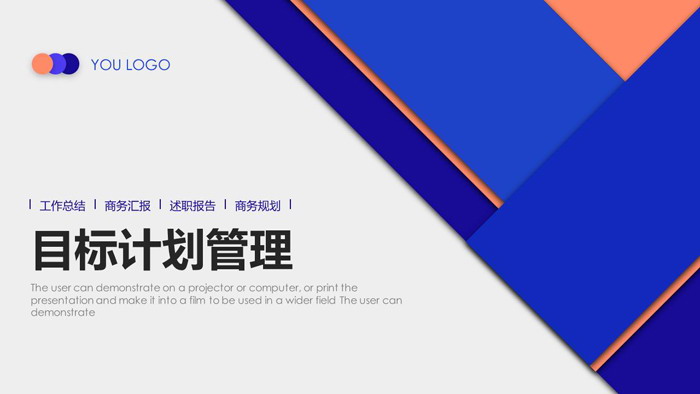 YOU LOGO
| 工作总结 | 商务汇报 | 述职报告 | 商务规划 |
目标计划管理
The user can demonstrate on a projector or computer, or print the
presentation and make it into a film to be used in a wider field The user can
demonstrate